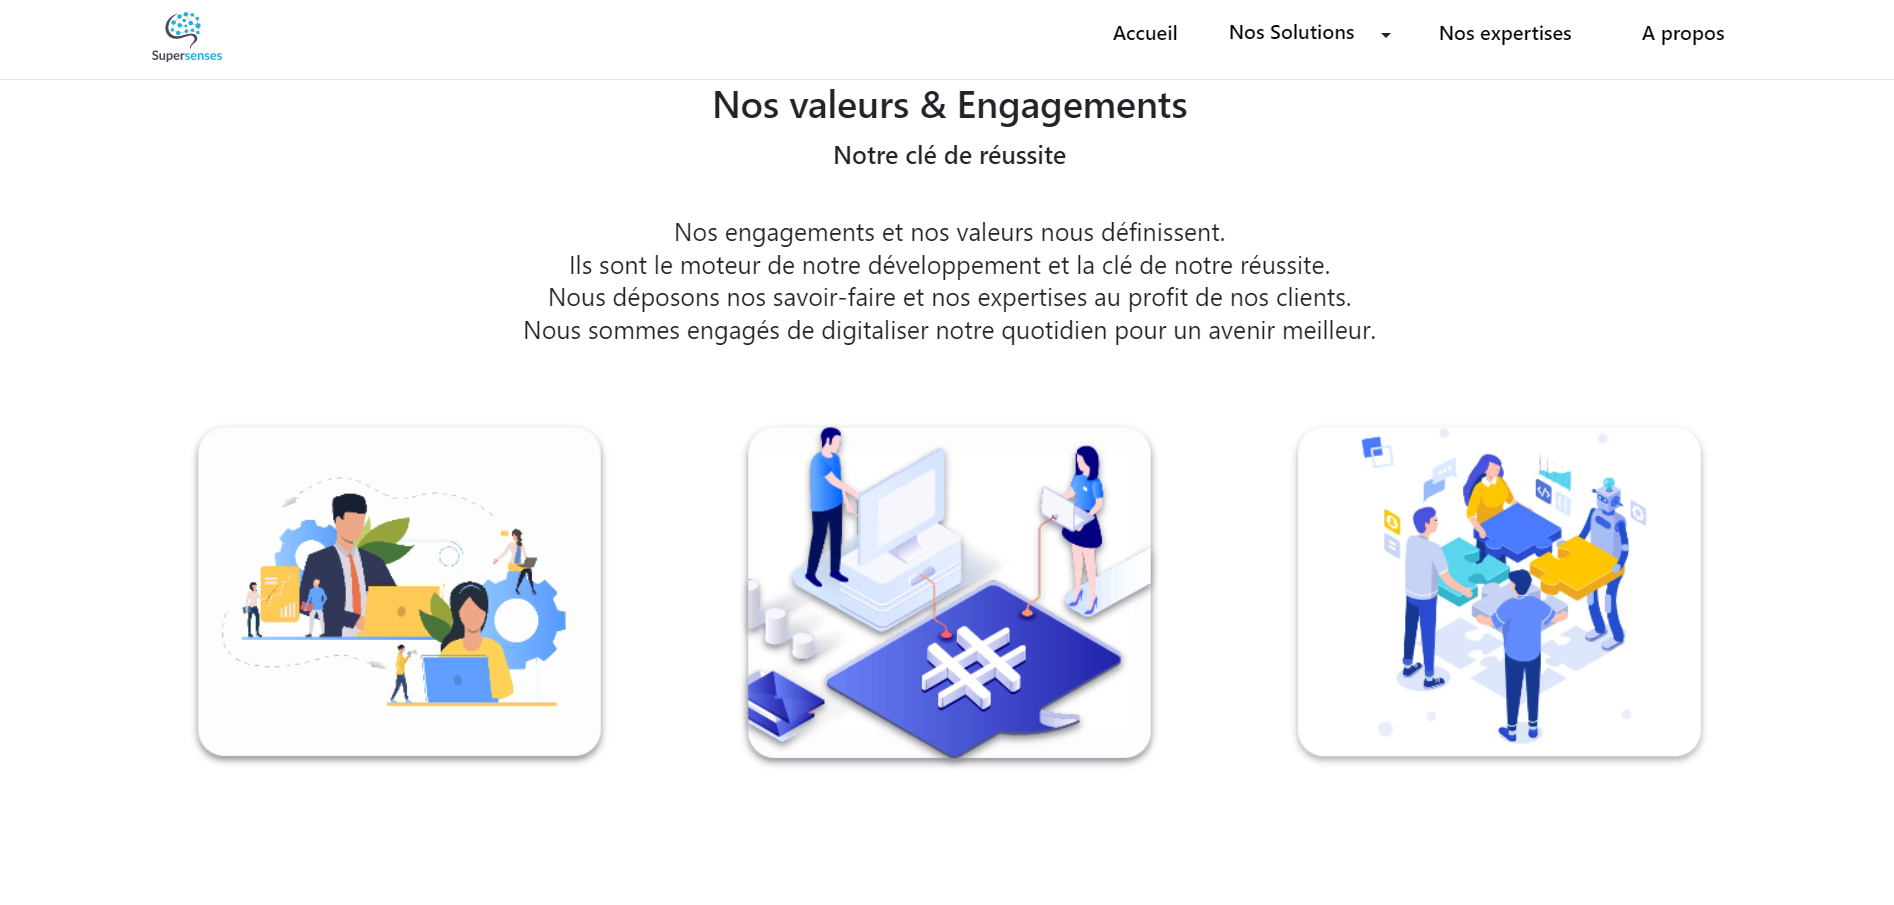 Supersenses
Accueil
Nos Solutions
Nos expertises
A propos
Nos valeurs & Engagements
Notre clé de réussite
Nos engagements et nos valeurs nous définissent.
Ils sont le moteur de notre développement et la clé de notre réussite.
Nous déposons nos savoir-faire et nos expertises au profit de nos clients.
Nous sommes engagés de digitaliser notre quotidien pour un avenir meilleur.